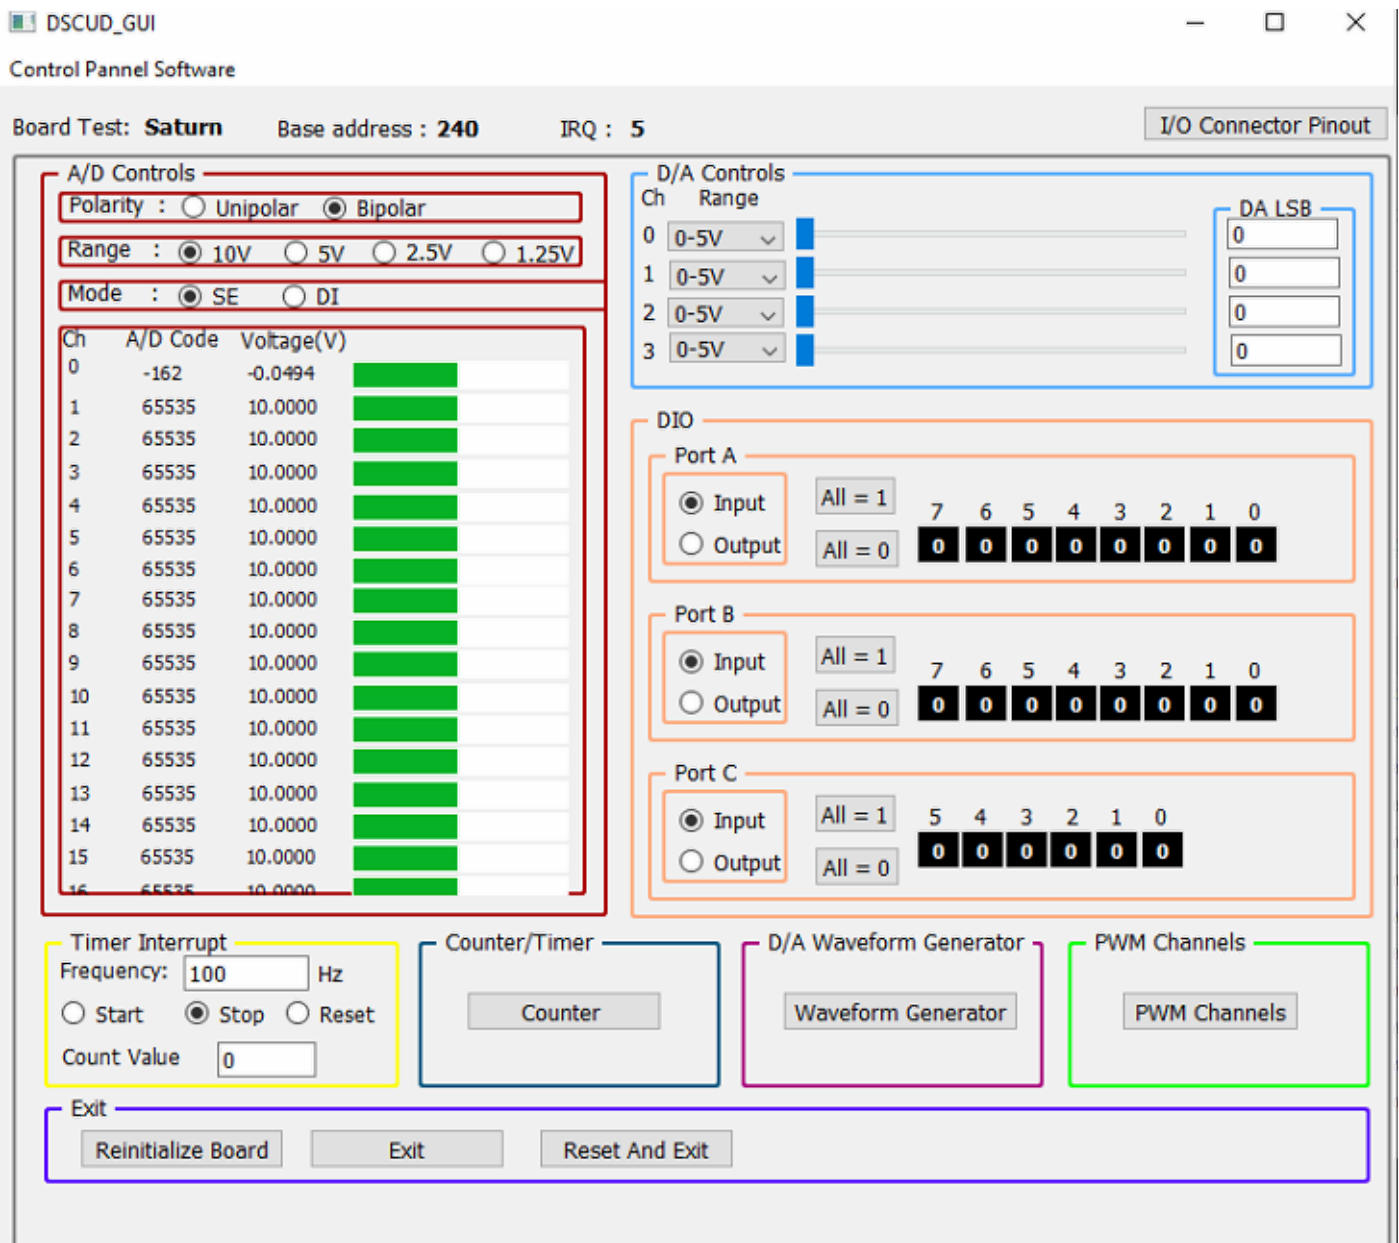 DSCUD_GUI
Control Pannel Software
Board Test: Saturn Base address : 240 IRQ : 5 I/O Connector Pinout
A/D Controls
Polarity : Unipolar Bipolar
Range : 10V 5V 2.5V 1.25V
Mode : SE DI
Ch A/D Code Voltage(V)
0 -162 -0.0494
1 65535 10.0000
2 65535 10.0000
3 65535 10.0000
4 65535 10.0000
5 65535 10.0000
6 65535 10.0000
7 65535 10.0000
8 65535 10.0000
9 65535 10.0000
10 65535 10.0000
11 65535 10.0000
12 65535 10.0000
13 65535 10.0000
14 65535 10.0000
15 65535 10.0000
16 65535 10.0000
D/A Controls
Ch Range DA LSB
0 0-5V 0
1 0-5V 0
2 0-5V 0
3 0-5V 0
DIO
Port A
Input All = 1
7 6 5 4 3 2 1 0
Output All = 0 0 0 0 0 0 0 0 0
Port B
Input All = 1
7 6 5 4 3 2 1 0
Output All = 0 0 0 0 0 0 0 0 0
Port C
Input All = 1
5 4 3 2 1 0
Output All = 0 0 0 0 0 0 0
Timer Interrupt
Frequency: 100 Hz
Start Stop Reset
Count Value 0
Counter/Timer
Counter
D/A Waveform Generator
Waveform Generator
PWM Channels
PWM Channels
Exit
Reinitialize Board Exit Reset And Exit